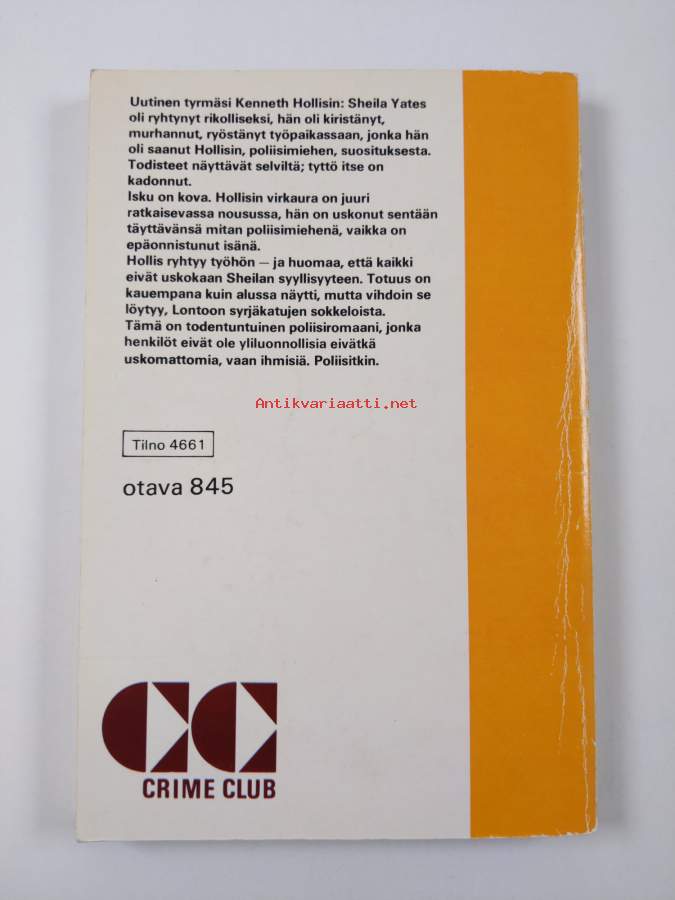 Uutinen tyrmäsi Kenneth Hollisin: Sheila Yates
oli ryhtynyt rikolliseksi, hän oli kiristänyt,
murhannut, ryöstänyt työpaikassaan, jonka hän
oli saanut Hollisin, poliisimiehen, suosituksesta.
Todisteet näyttävät selviltä; tyttö itse on
kadonnut.
Isku on kova. Hollisin virkaura on juuri
ratkaisevassa nousussa, hän on uskonut sentään
täyttävänsä mitan poliisimiehenä, vaikka on
epäonnistunut isänä.
Hollis ryhtyy työhön — ja huomaa, että kaikki
eivät uskokaan Sheilan syyllisyyteen. Totuus on
kauempana kuin alussa näytti, mutta vihdoin se
löytyy, Lontoon syrjäkatujen sokkeloista.
Tämä on todentuntuinen poliisiromaani, jonka
henkilöt eivät ole yliluonnollisia eivätkä
uskomattomia, vaan ihmisiä. Poliisitkin.
Antikvariaatti.net
Tilno 4661
otava 845
CRIME CLUB